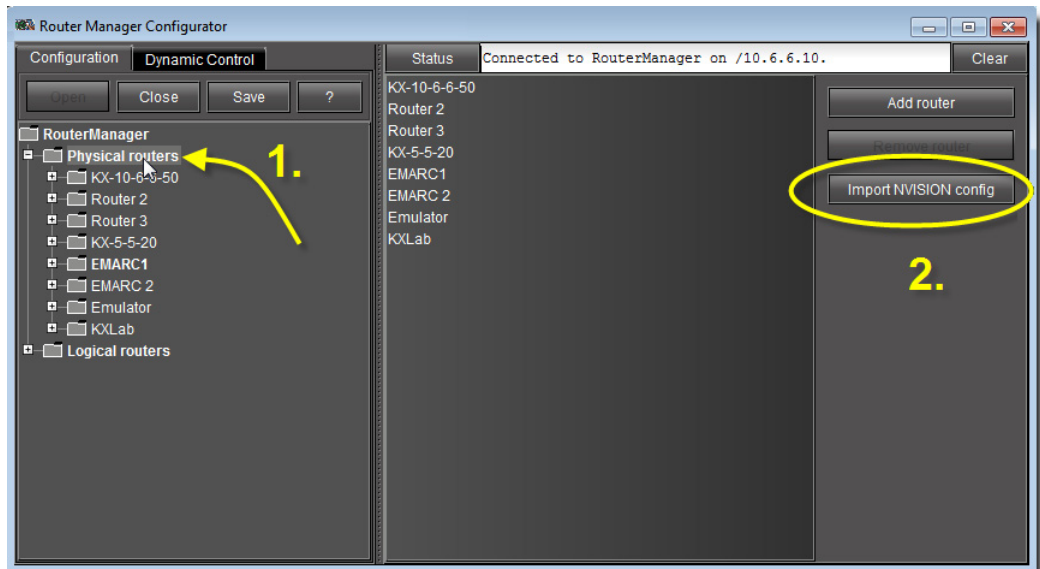 Router Manager Configurator
Configuration
Dynamic Control
Open
Close
Save
?
RouterManager
Physical routers
KX-10-6-6-50
Router 2
Router 3
KX-5-5-20
EMARC1
EMARC 2
Emulator
KXLab
Logical routers
1.
Status
Connected to RouterManager on /10.6.6.10.
Clear
KX-10-6-6-50
Router 2
Router 3
KX-5-5-20
EMARC1
EMARC 2
Emulator
KXLab
Add router
Remove router
Import NVISION config
2.